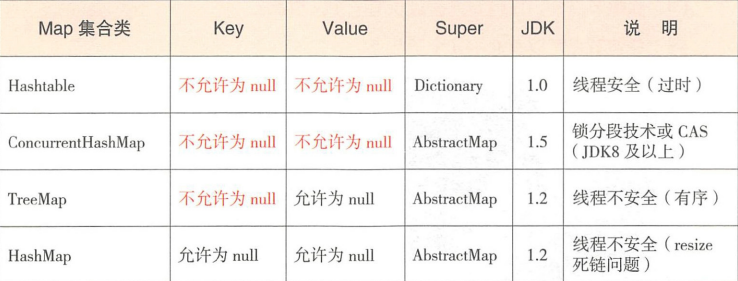 Map 集合类 Key Value Super JDK 说 明
Hashtable 不允许为 null 不允许为 null Dictionary 1.0 线程安全（过时）
ConcurrentHashMap 不允许为 null 不允许为 null AbstractMap 1.5 锁分段技术或 CAS
（JDK8 及以上）
TreeMap 不允许为 null 允许为 null AbstractMap 1.2 线程不安全（有序）
HashMap 允许为 null 允许为 null AbstractMap 1.2 线程不安全（resize
死链问题）